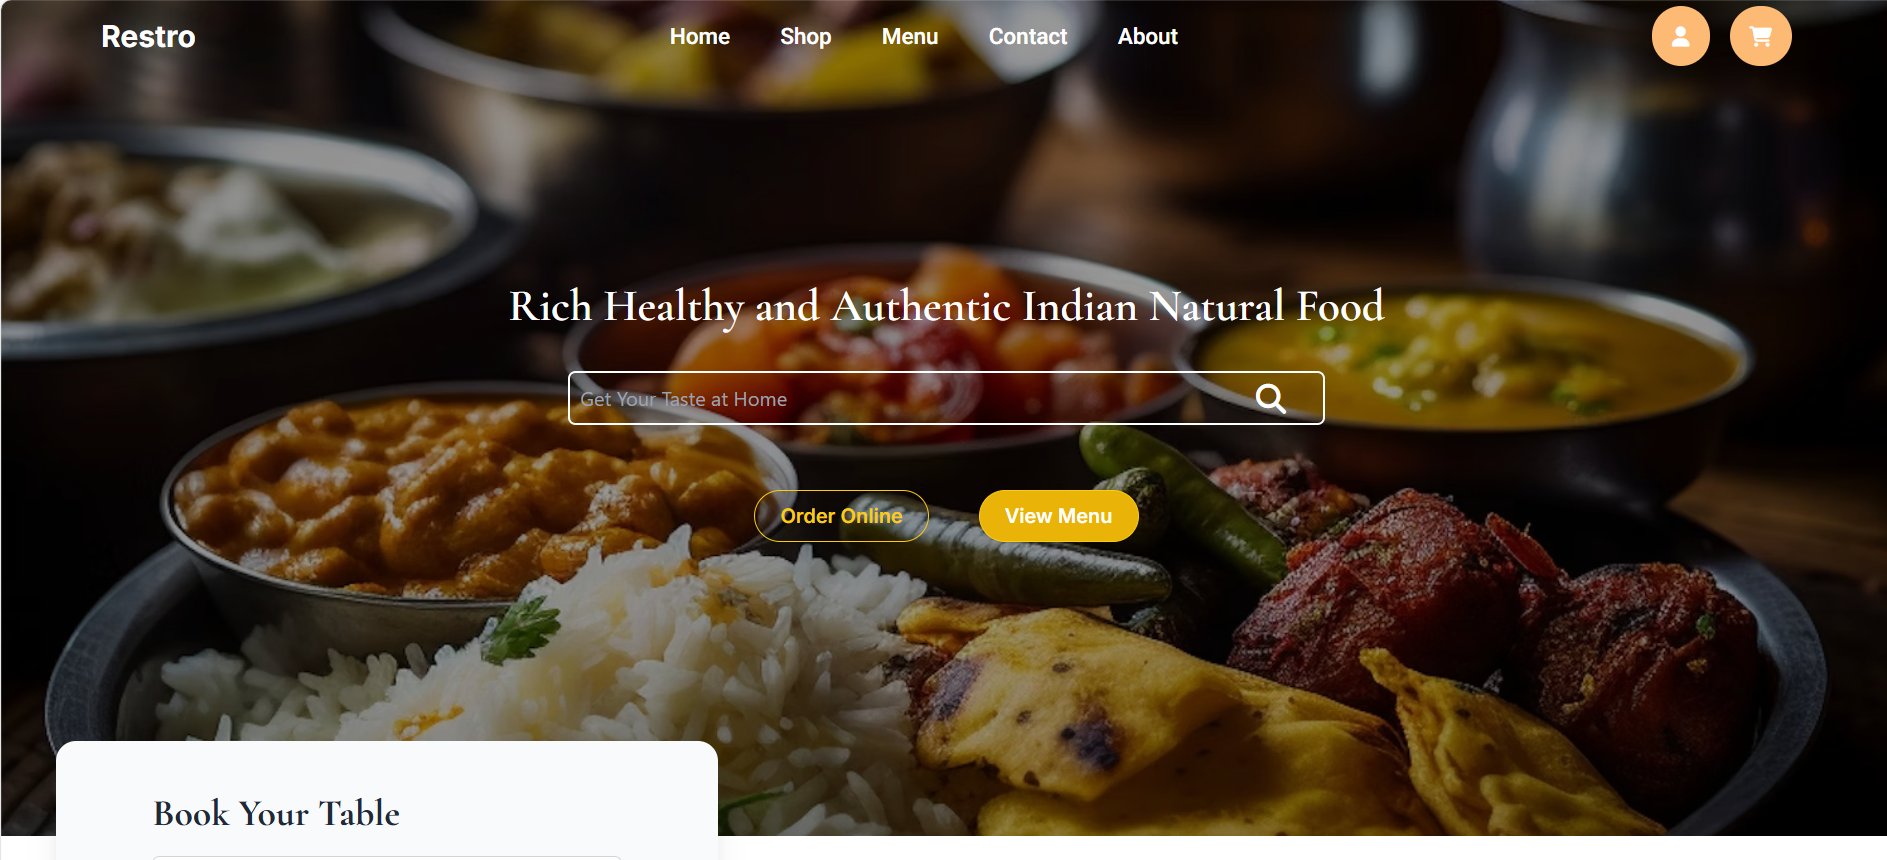 Restro
Home Shop Menu Contact About
Rich Healthy and Authentic Indian Natural Food
Get Your Taste at Home
Order Online View Menu
Book Your Table